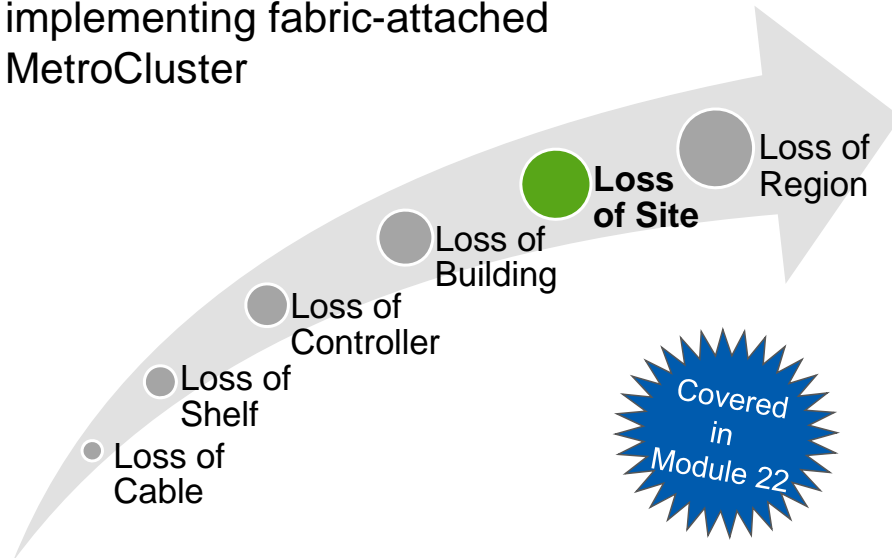 implementing fabric-attached
MetroCluster
Loss of
Region
Loss
of Site
Loss of
Building
Loss of
Controller
Loss of
Shelf
Loss of
Cable
Covered
in
Module 22